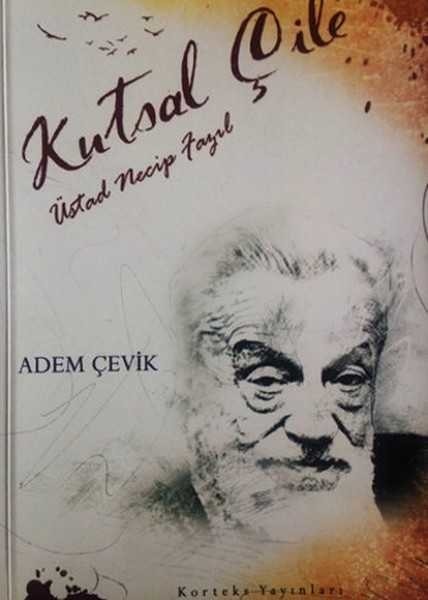 Kutsal Çile
Üstad Necip Fazıl
ADEM ÇEVİK
Korteks Yayınları